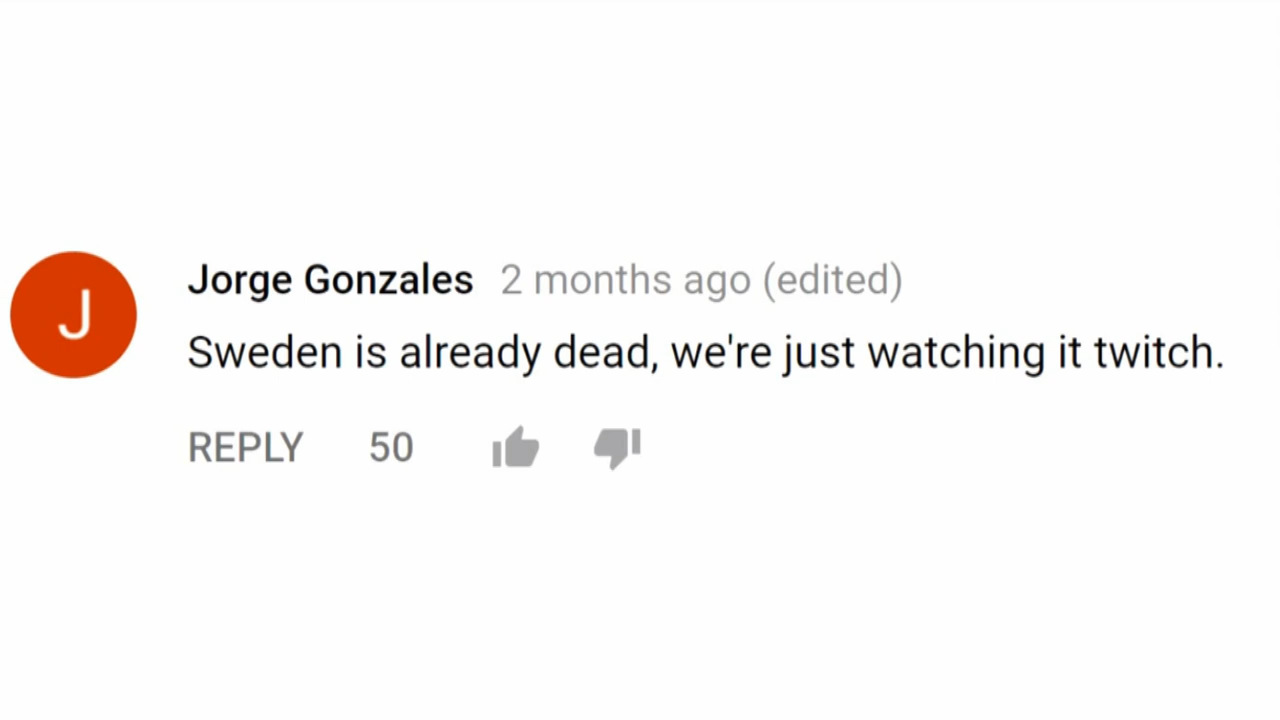 J
Jorge Gonzales 2 months ago (edited)
Sweden is already dead, we're just watching it twitch.
REPLY 50